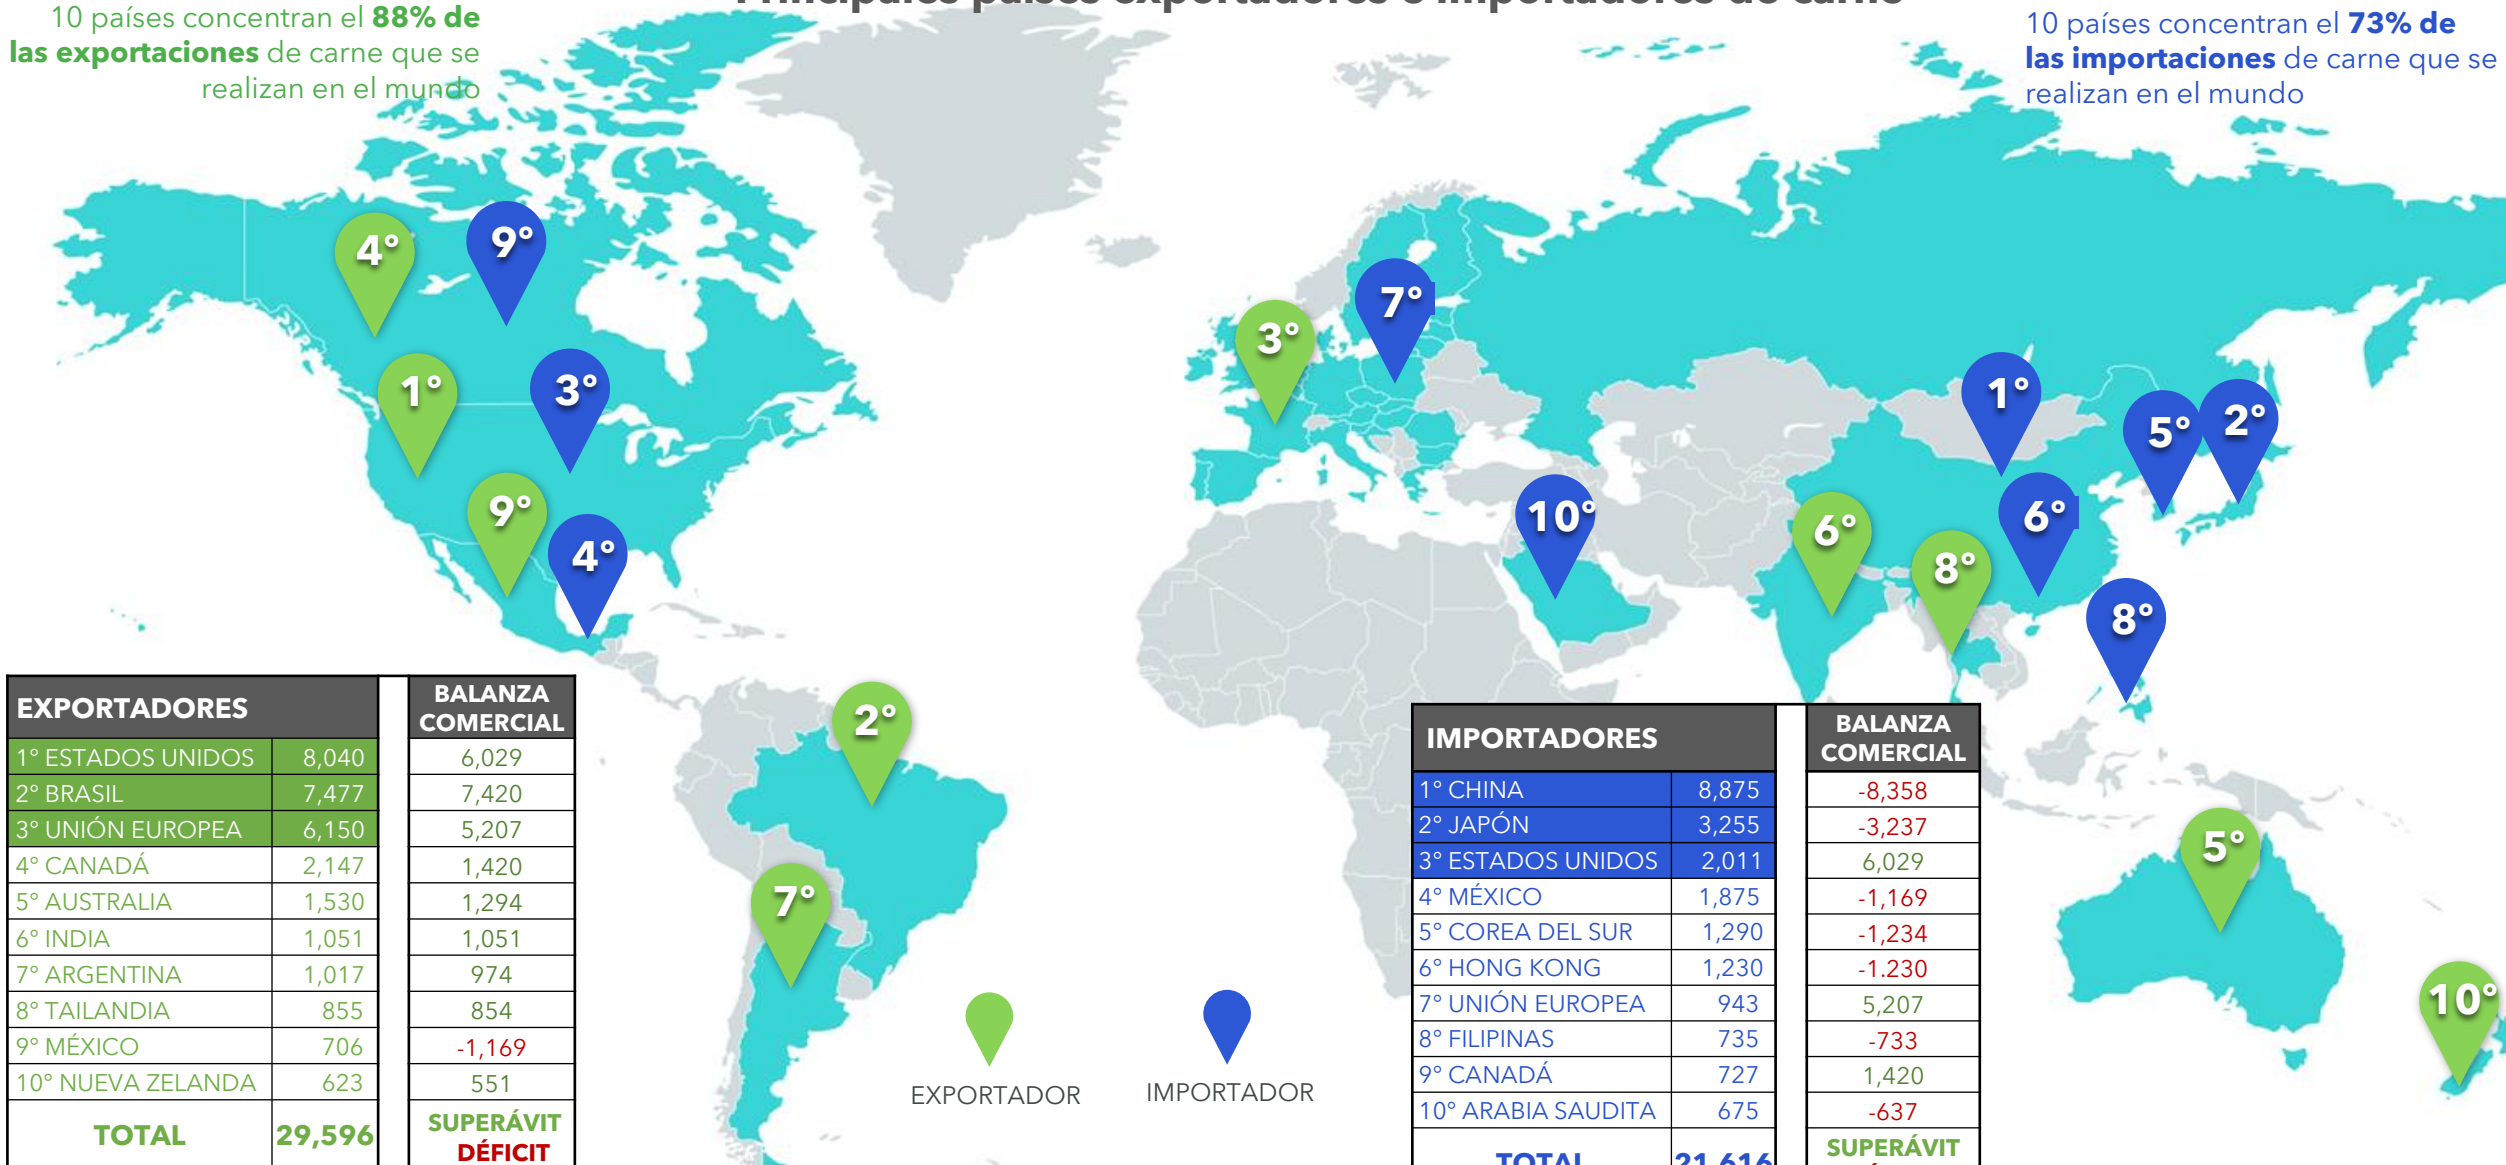 Principales países exportadores e importadores de carne
10 países concentran el 88% de
las exportaciones de carne que se
realizan en el mundo
10 países concentran el 73% de
las importaciones de carne que se
realizan en el mundo
4°
9°
7°
3°
1°
3°
1°
5°
2°
9°
4°
10°
6°
8°
6°
8°
2°
7°
5°
10°
EXPORTADOR
IMPORTADOR
EXPORTADORES BALANZA COMERCIAL
1° ESTADOS UNIDOS 8,040 6,029
2° BRASIL 7,477 7,420
3° UNIÓN EUROPEA 6,150 5,207
4° CANADÁ 2,147 1,420
5° AUSTRALIA 1,530 1,294
6° INDIA 1,051 1,051
7° ARGENTINA 1,017 974
8° TAILANDIA 855 854
9° MÉXICO 706 -1,169
10° NUEVA ZELANDA 623 551
TOTAL 29,596 SUPERÁVIT
DÉFICIT
IMPORTADORES BALANZA COMERCIAL
1° CHINA 8,875 -8,358
2° JAPÓN 3,255 -3,237
3° ESTADOS UNIDOS 2,011 6,029
4° MÉXICO 1,875 -1,169
5° COREA DEL SUR 1,290 -1,234
6° HONG KONG 1,230 -1.230
7° UNIÓN EUROPEA 943 5,207
8° FILIPINAS 735 -733
9° CANADÁ 727 1,420
10° ARABIA SAUDITA 675 -637
TOTAL 21,616 SUPERÁVIT